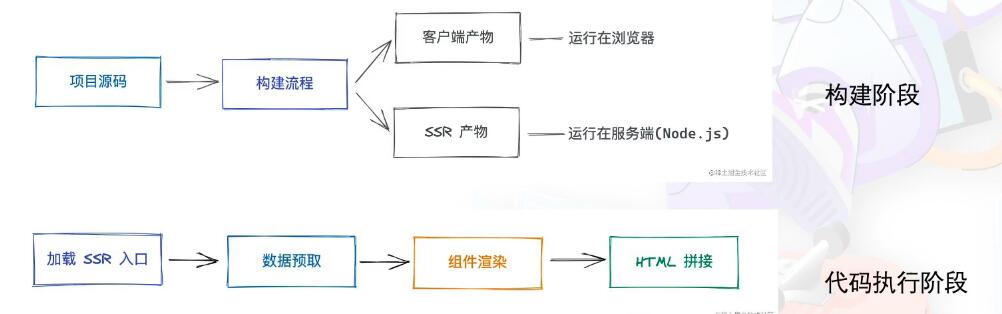 客户端产物
运行在浏览器
项目源码
构建流程
构建阶段
SSR 产物
运行在服务端(Node.js)
@稀土掘金技术社区
加载 SSR 入口
数据预取
组件渲染
HTML 拼接
代码执行阶段